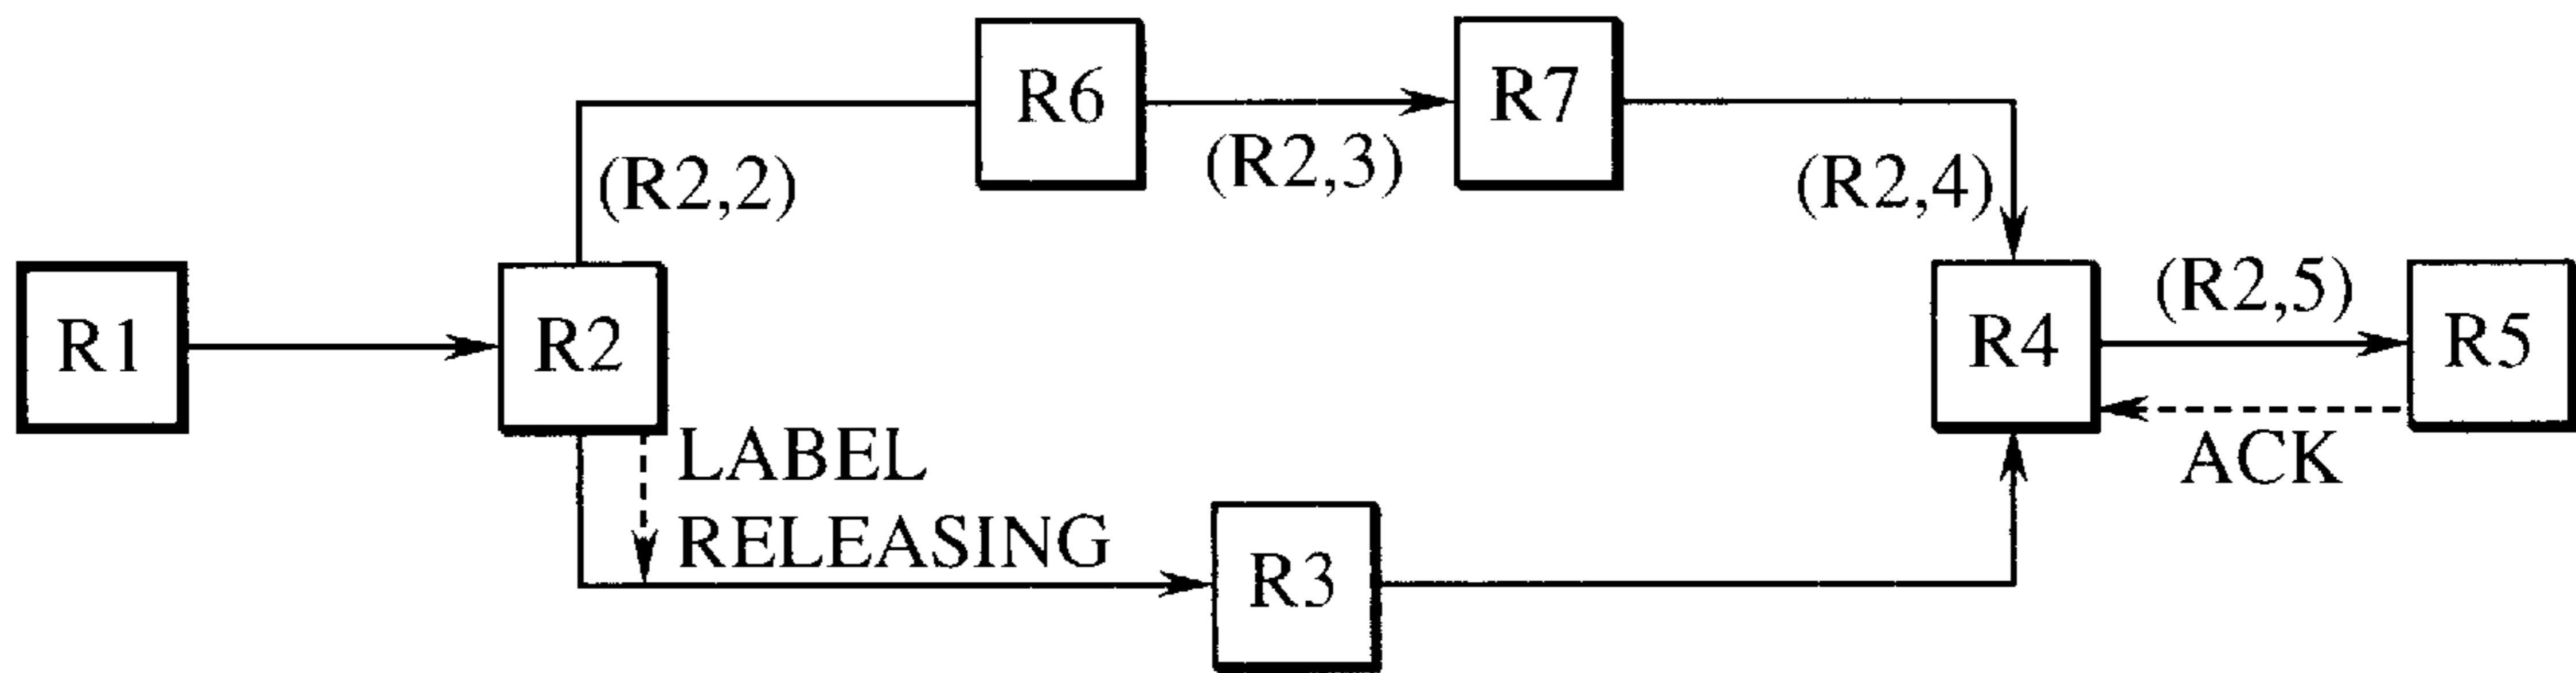 R6
R7
(R2,2)
(R2,3)
(R2,4)
R1
R2
R4
(R2,5)
R5
LABEL
RELEASING
ACK
R3